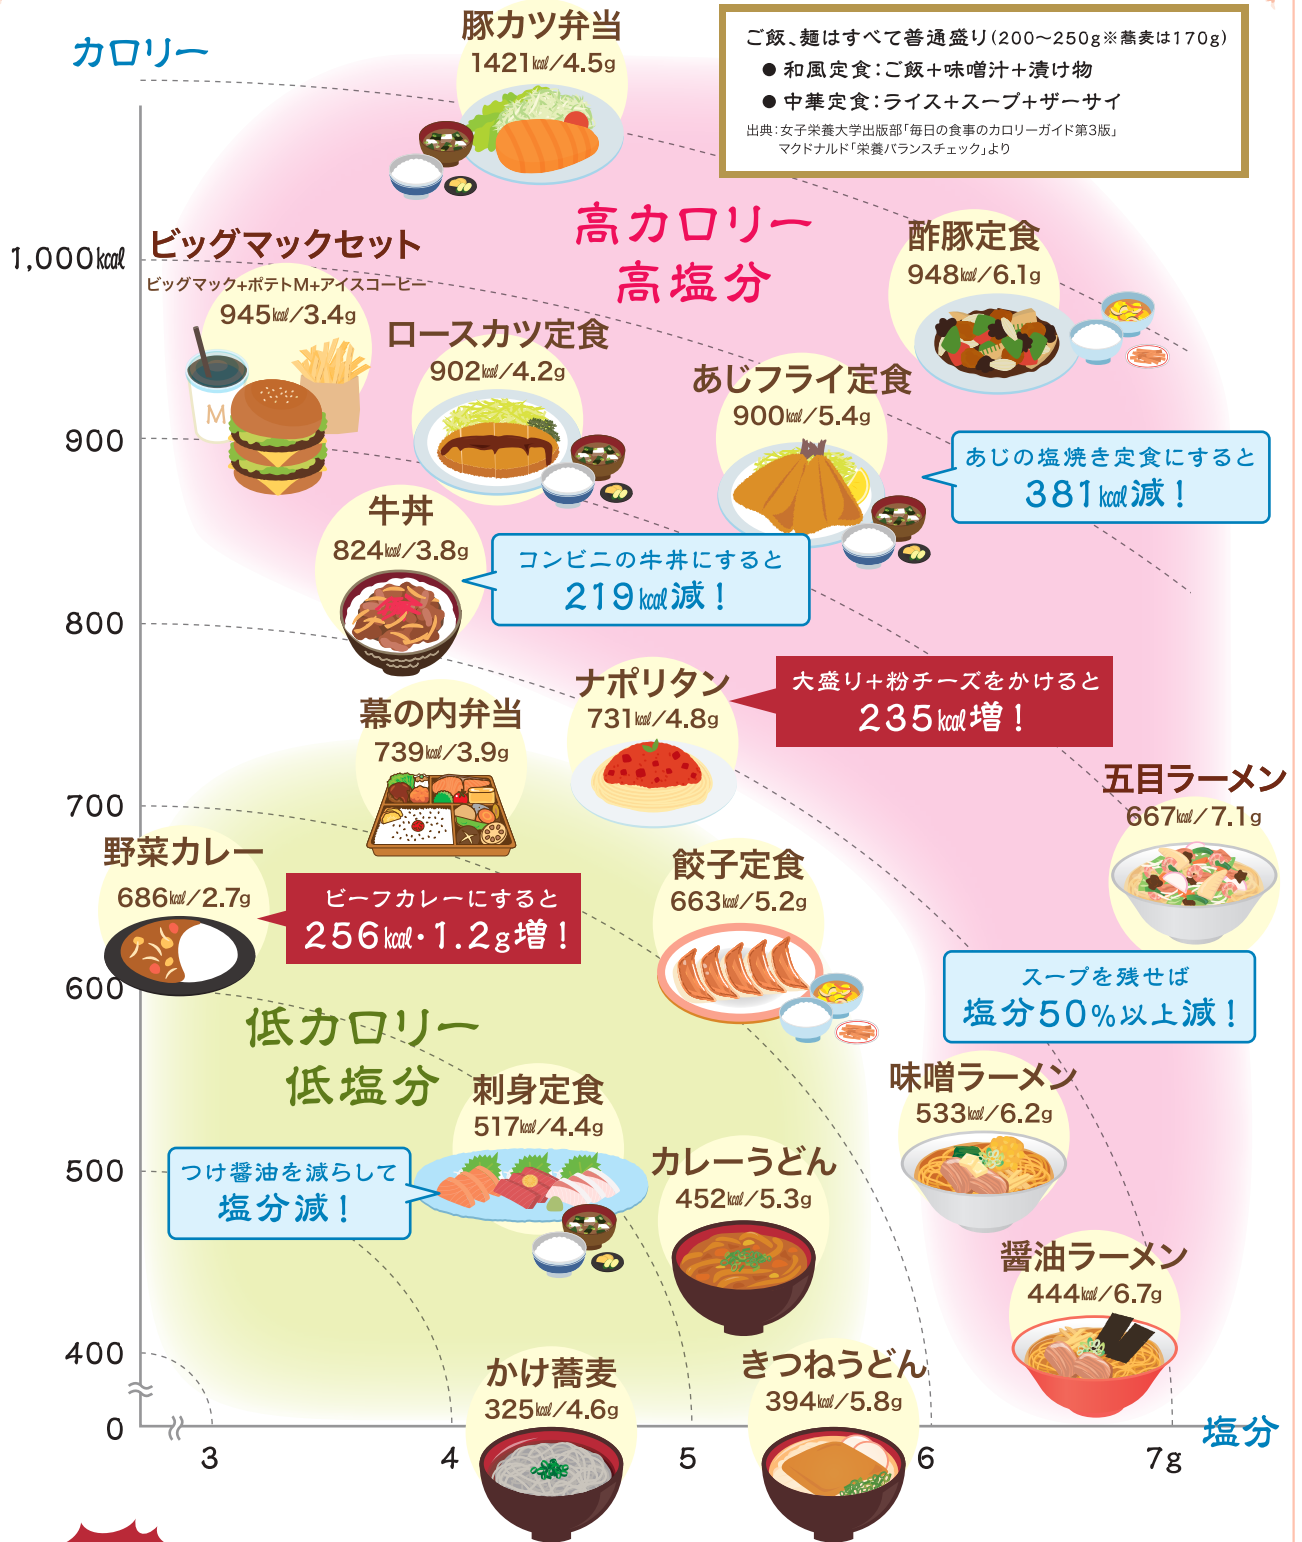 カロリー
豚カツ弁当
1421kcal/4.5g
ご飯、麺はすべて普通盛り(200〜250g※蕎麦は170g)
● 和風定食：ご飯+味噌汁+漬け物
● 中華定食：ライス+スープ+ザーサイ
出典：女子栄養大学出版部「毎日の食事のカロリーガイド第3版」
マクドナルド「栄養バランスチェック」より
高カロリー
高塩分
1,000kcal
ビッグマックセット
ビッグマック+ポテトM+アイスコーヒー
945kcal/3.4g
M
酢豚定食
948kcal/6.1g
ロースカツ定食
902kcal/4.2g
あじフライ定食
900kcal/5.4g
900
あじの塩焼き定食にすると
381kcal減！
牛丼
824kcal/3.8g
コンビニの牛丼にすると
219kcal減！
800
ナポリタン
731kcal/4.8g
大盛り+粉チーズをかけると
235kcal増！
幕の内弁当
739kcal/3.9g
700
五目ラーメン
667kcal/7.1g
野菜カレー
686kcal/2.7g
ビーフカレーにすると
256kcal・1.2g増！
餃子定食
663kcal/5.2g
600
スープを残せば
塩分50%以上減！
低カロリー
低塩分
刺身定食
517kcal/4.4g
味噌ラーメン
533kcal/6.2g
500
つけ醤油を減らして
塩分減！
カレーうどん
452kcal/5.3g
醤油ラーメン
444kcal/6.7g
400
かけ蕎麦
325kcal/4.6g
きつねうどん
394kcal/5.8g
0
塩分
3
4
5
6
7g